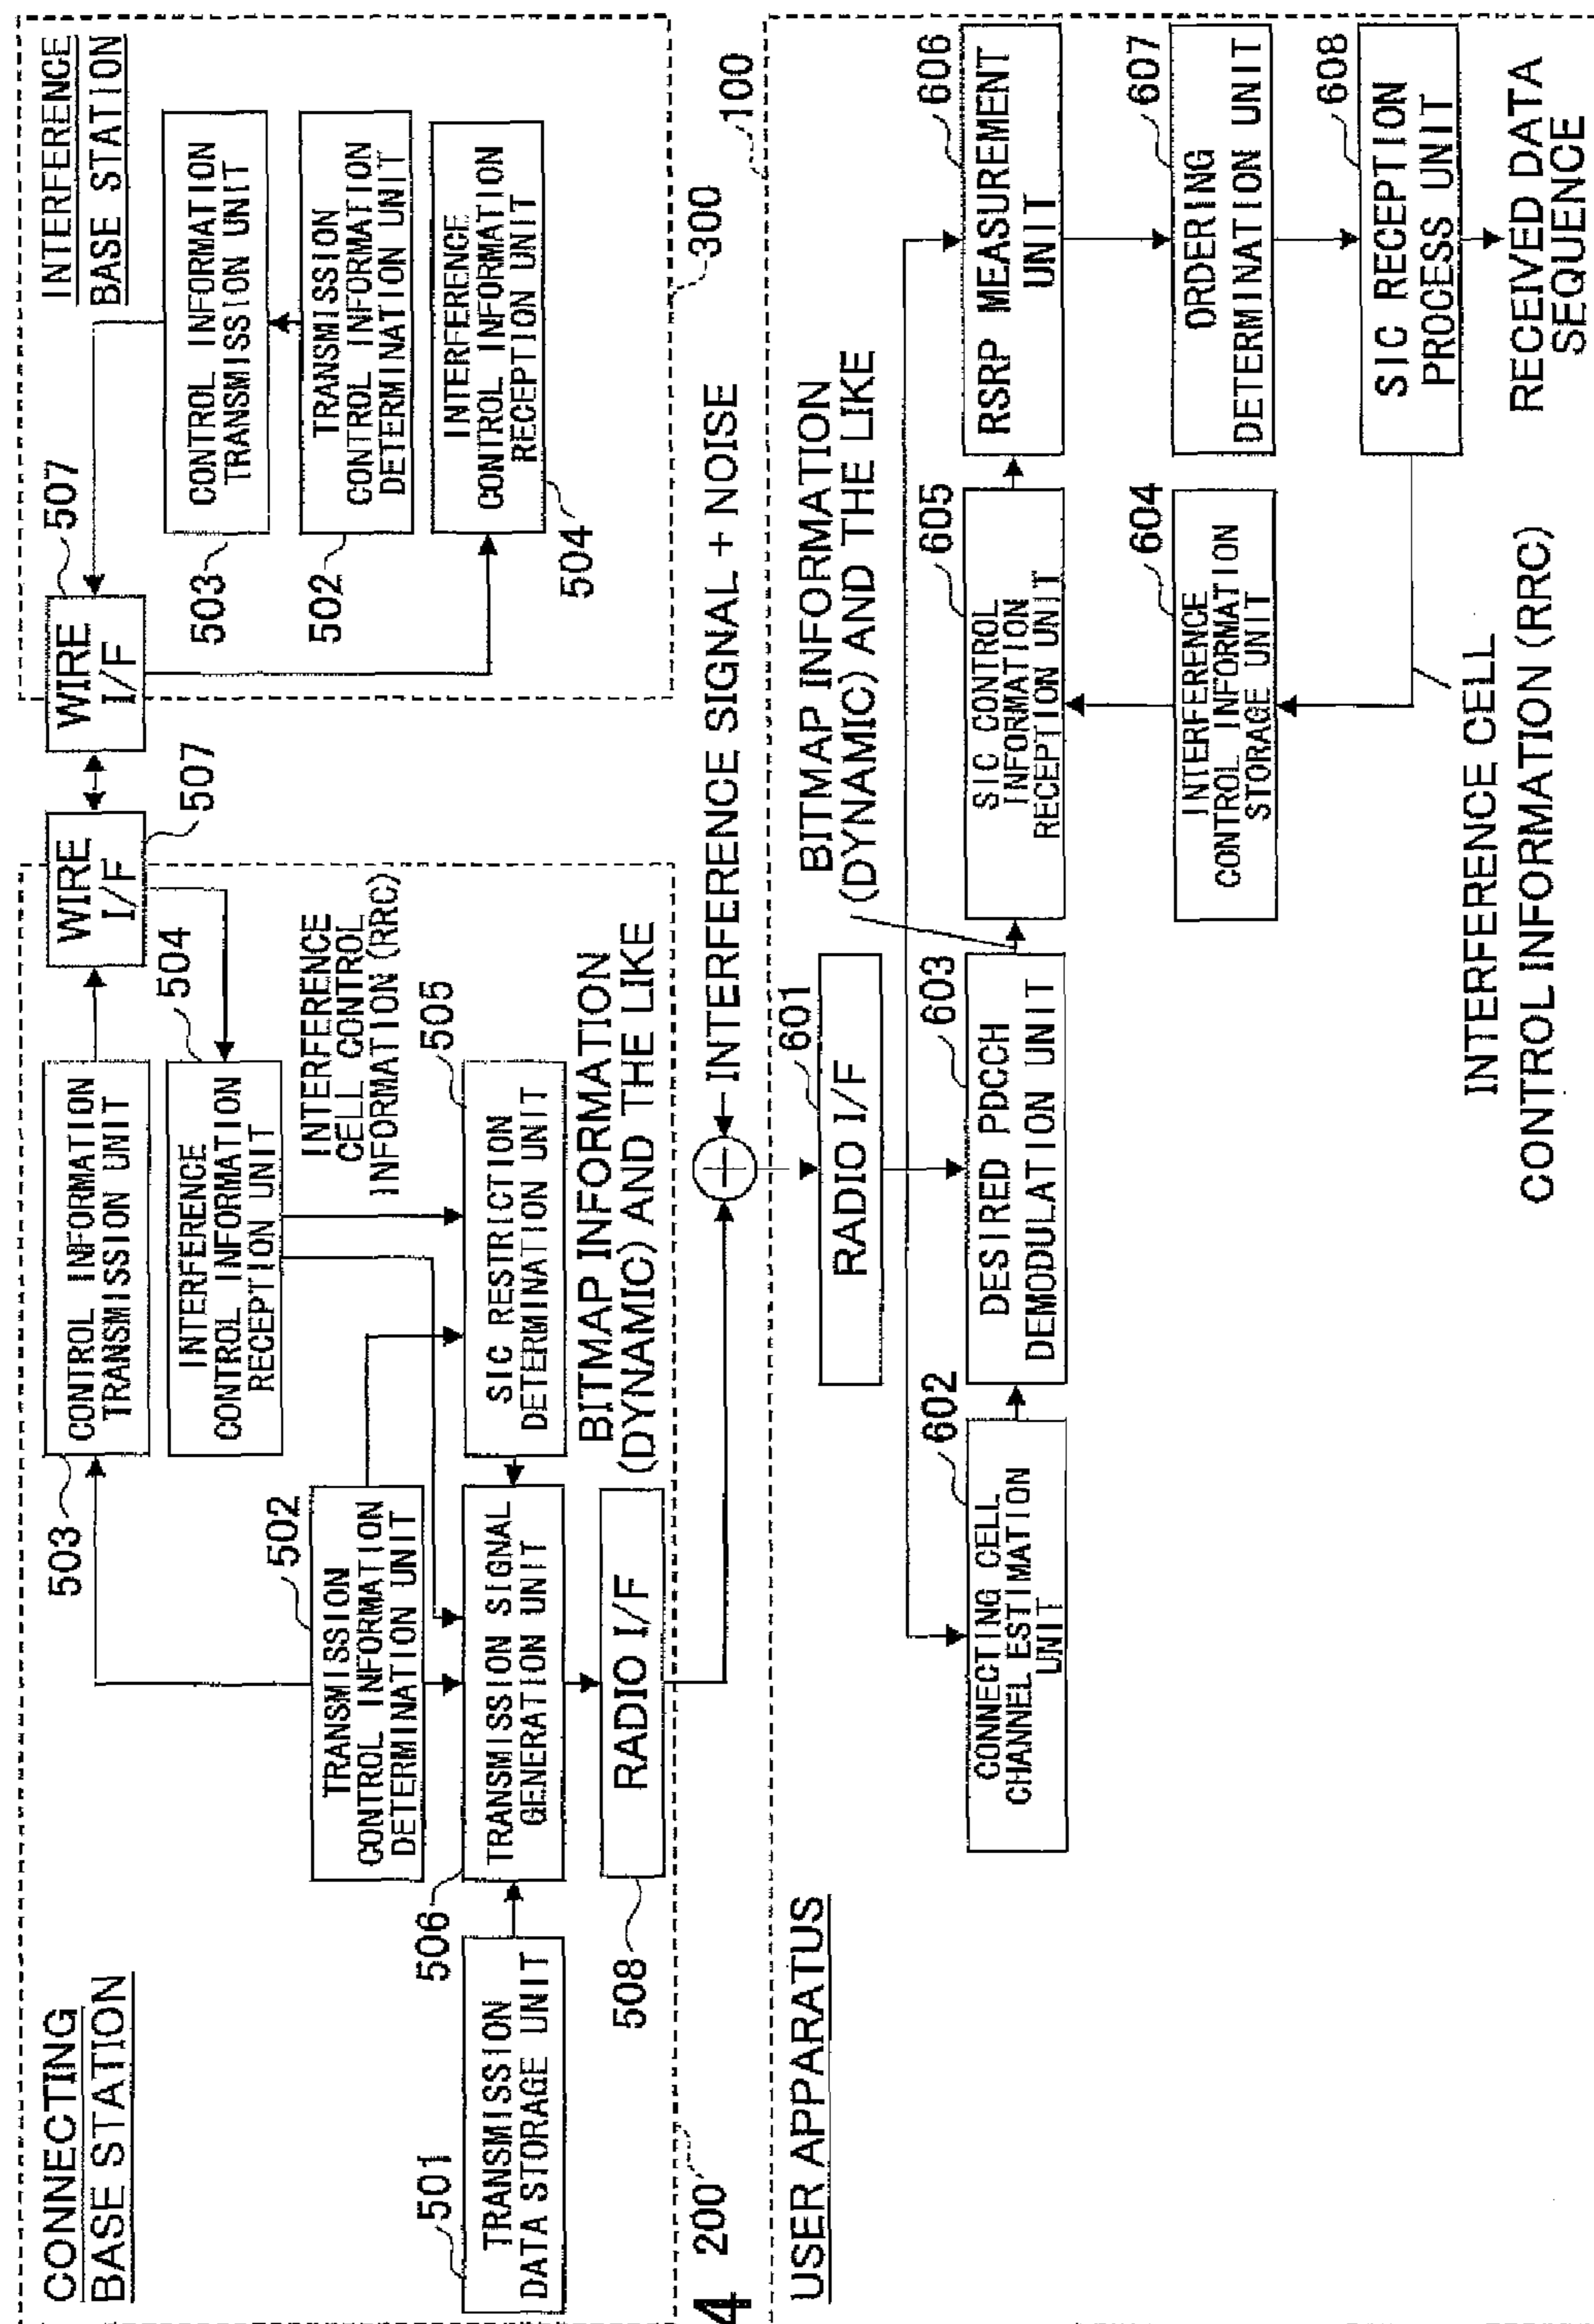 CONNECTING
BASE STATION
501
TRANSMISSION
DATA STORAGE UNIT
502
TRANSMISSION
CONTROL INFORMATION
DETERMINATION UNIT
503
CONTROL INFORMATION
TRANSMISSION UNIT
504
INTERFERENCE
CONTROL INFORMATION
RECEPTION UNIT
INTERFERENCE
CELL CONTROL
INFORMATION (RRC)
505
SIC RESTRICTION
DETERMINATION UNIT
BITMAP INFORMATION
(DYNAMIC) AND THE LIKE
506
TRANSMISSION SIGNAL
GENERATION UNIT
508
RADIO I/F
WIRE
I/F
507
200
4
INTERFERENCE
BASE STATION
WIRE
I/F
507
CONTROL INFORMATION
TRANSMISSION UNIT
503
TRANSMISSION
CONTROL INFORMATION
DETERMINATION UNIT
502
INTERFERENCE
CONTROL INFORMATION
RECEPTION UNIT
504
300
INTERFERENCE SIGNAL + NOISE
100
USER APPARATUS
601
RADIO I/F
BITMAP INFORMATION
(DYNAMIC) AND THE LIKE
602
CONNECTING CELL
CHANNEL ESTIMATION
UNIT
603
DESIRED PDCCH
DEMODULATION UNIT
605
SIC CONTROL
INFORMATION
RECEPTION UNIT
606
RSRP MEASUREMENT
UNIT
604
INTERFERENCE
CONTROL INFORMATION
STORAGE UNIT
607
ORDERING
DETERMINATION UNIT
608
SIC RECEPTION
PROCESS UNIT
INTERFERENCE CELL
CONTROL INFORMATION (RRC)
RECEIVED DATA
SEQUENCE